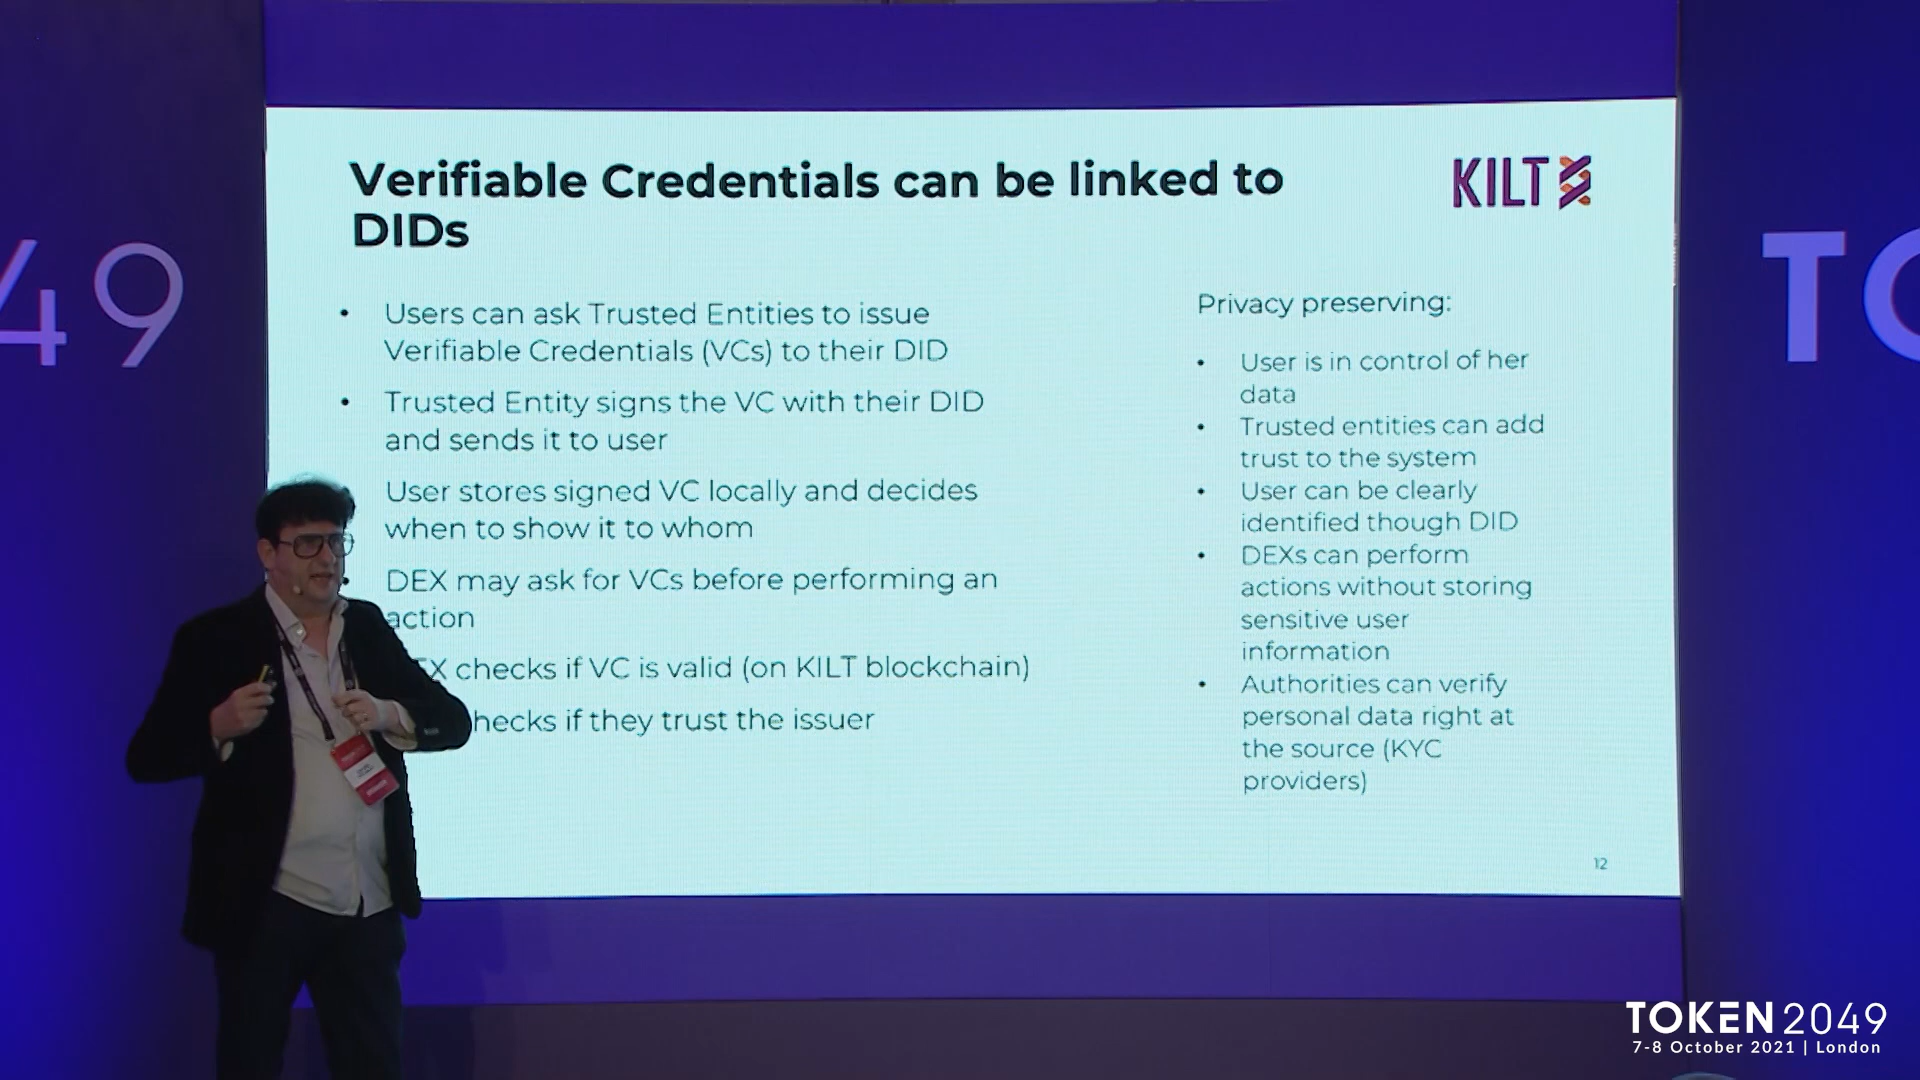 Verifiable Credentials can be linked to
DIDs
KILT
• Users can ask Trusted Entities to issue
Verifiable Credentials (VCs) to their DID
• Trusted Entity signs the VC with their DID
and sends it to user
User stores signed VC locally and decides
when to show it to whom
DEX may ask for VCs before performing an
action
EX checks if VC is valid (on KILT blockchain)
hecks if they trust the issuer
Privacy preserving:
• User is in control of her
data
• Trusted entities can add
trust to the system
• User can be clearly
identified though DID
• DEXs can perform
actions without storing
sensitive user
information
• Authorities can verify
personal data right at
the source (KYC
providers)
12
49
TO
TOKEN2049
7-8 October 2021 | London